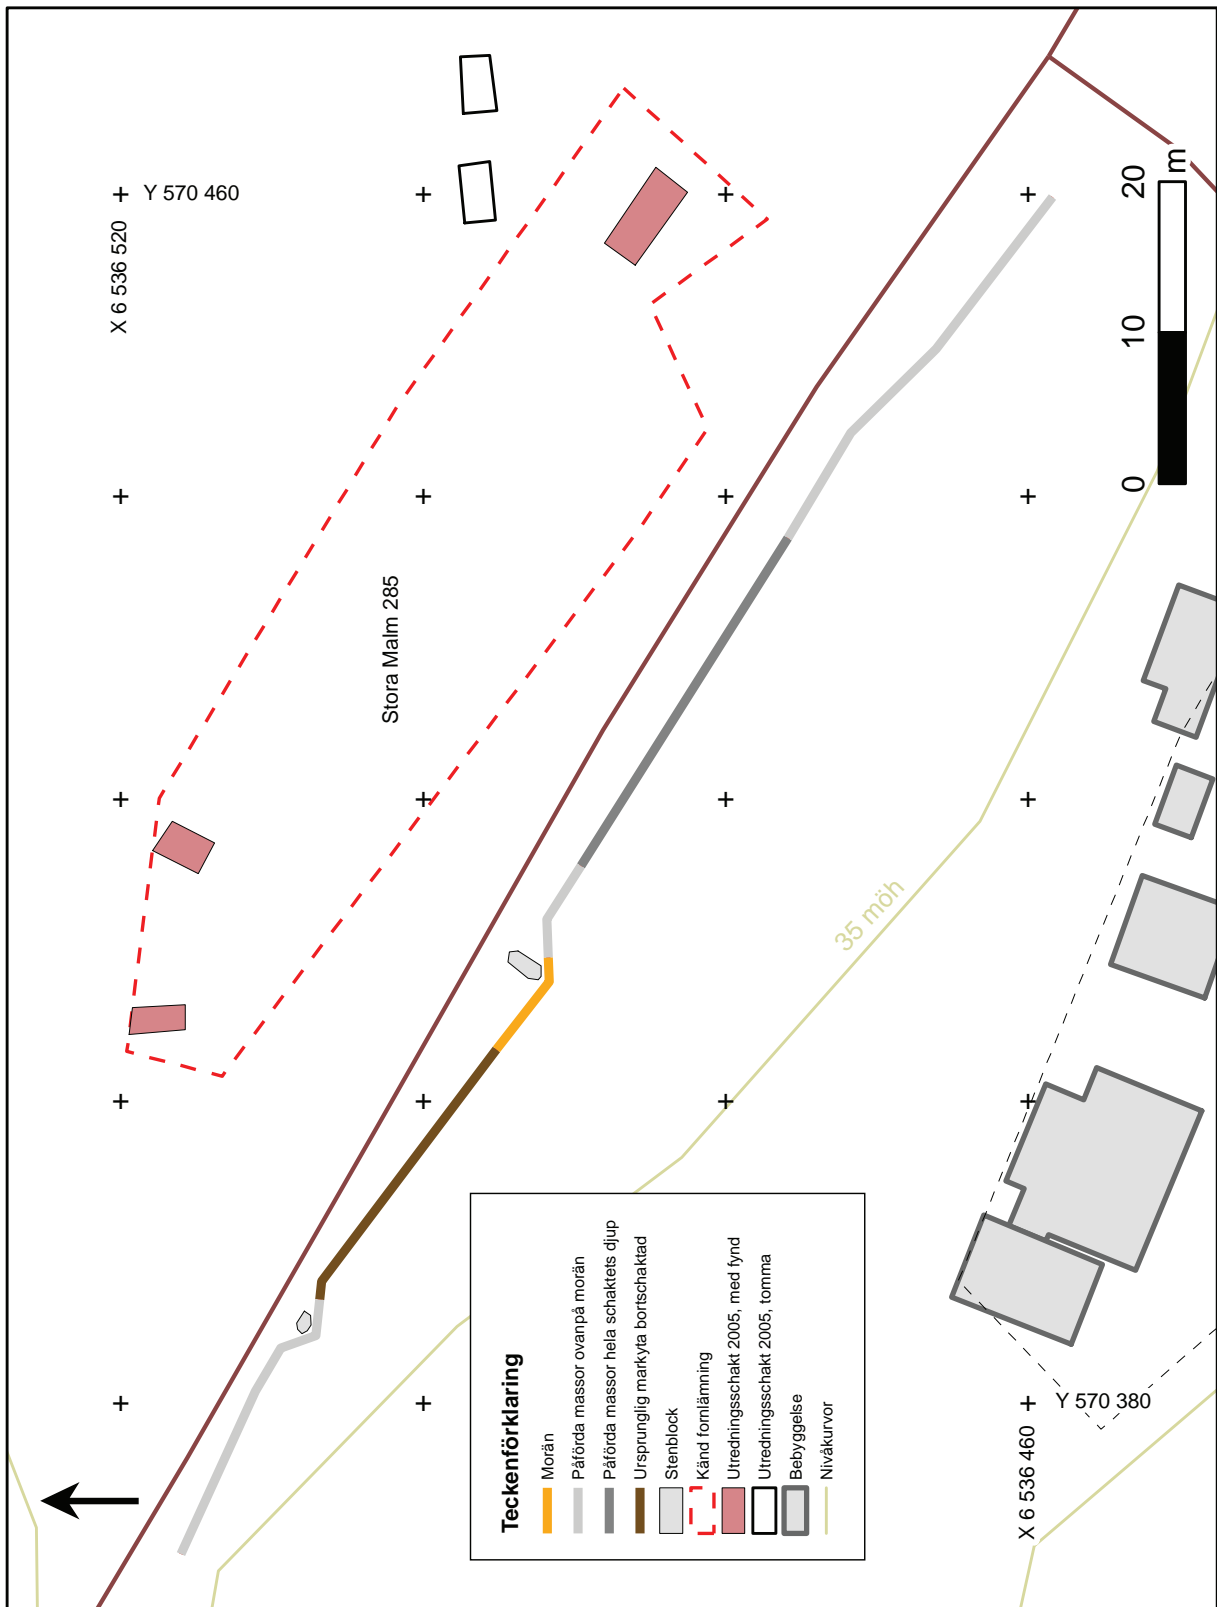 X 6 536 520
Y 570 460
Stora Malm 285
35 möh
0 10 20
m
Teckenförklaring
Morän
Påförda massor ovanpå morän
Påförda massor hela schaktets djup
Ursprunglig markyta bortschaktad
Stenblock
Känd fornlämning
Utredningsschakt 2005, med fynd
Utredningsschakt 2005, tomma
Bebyggelse
Nivåkurvor
X 6 536 460
Y 570 380